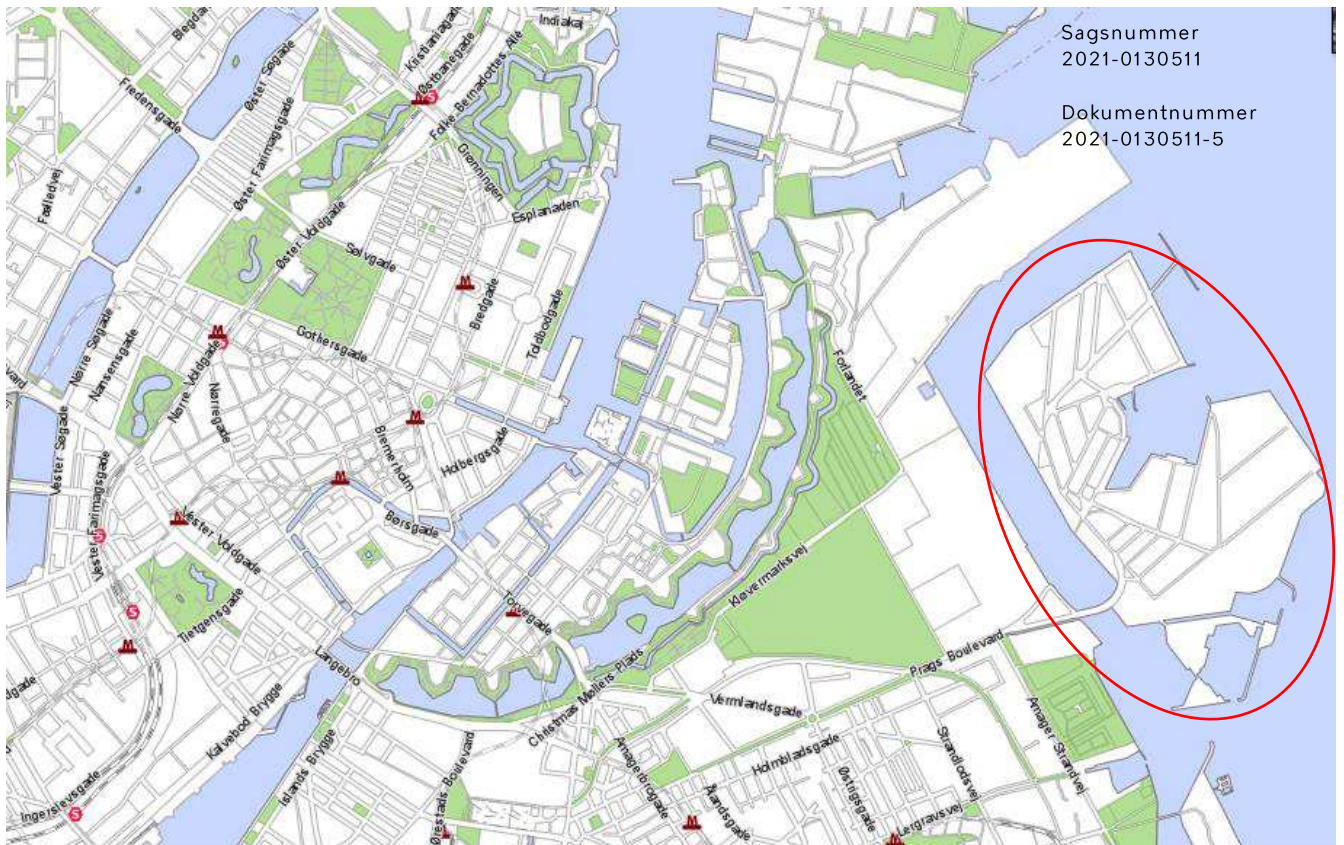 Sagsnummer
2021-0130511
Dokumentnummer
2021-0130511-5
Indiakaj
Blegdam
Kristianiagade
Østbanegade
Folke Bernadottes Allé
Øster Søgade
Fredensgade
Øster Farimagsgade
Grønningen
Esplanaden
Fælledvej
Øster Voldgade
Sølvgade
Bredgade
Toldbodgade
Gothersgade
Nørre Søgade
Nansensgade
Nørre Voldgade
Nørregade
Forlandet
Vester Søgade
Vester Farimagsgade
Bremerholm
Holbergsgade
Børsgade
Vester Voldgade
Kløvermarksvej
Tietgensgade
Torvegade
Langebro
Prags Boulevard
Christmas Møllers Plads
Vermlandsgade
Kalvebod Brygge
Islands Brygge
Amagerbrogade
Holmbladsgade
Strandlodsvej
Amager Strandvej
Ørestads Boulevard
Ålandsgade
Østrigsgade
Lergravsvej
Ingerslevsgade